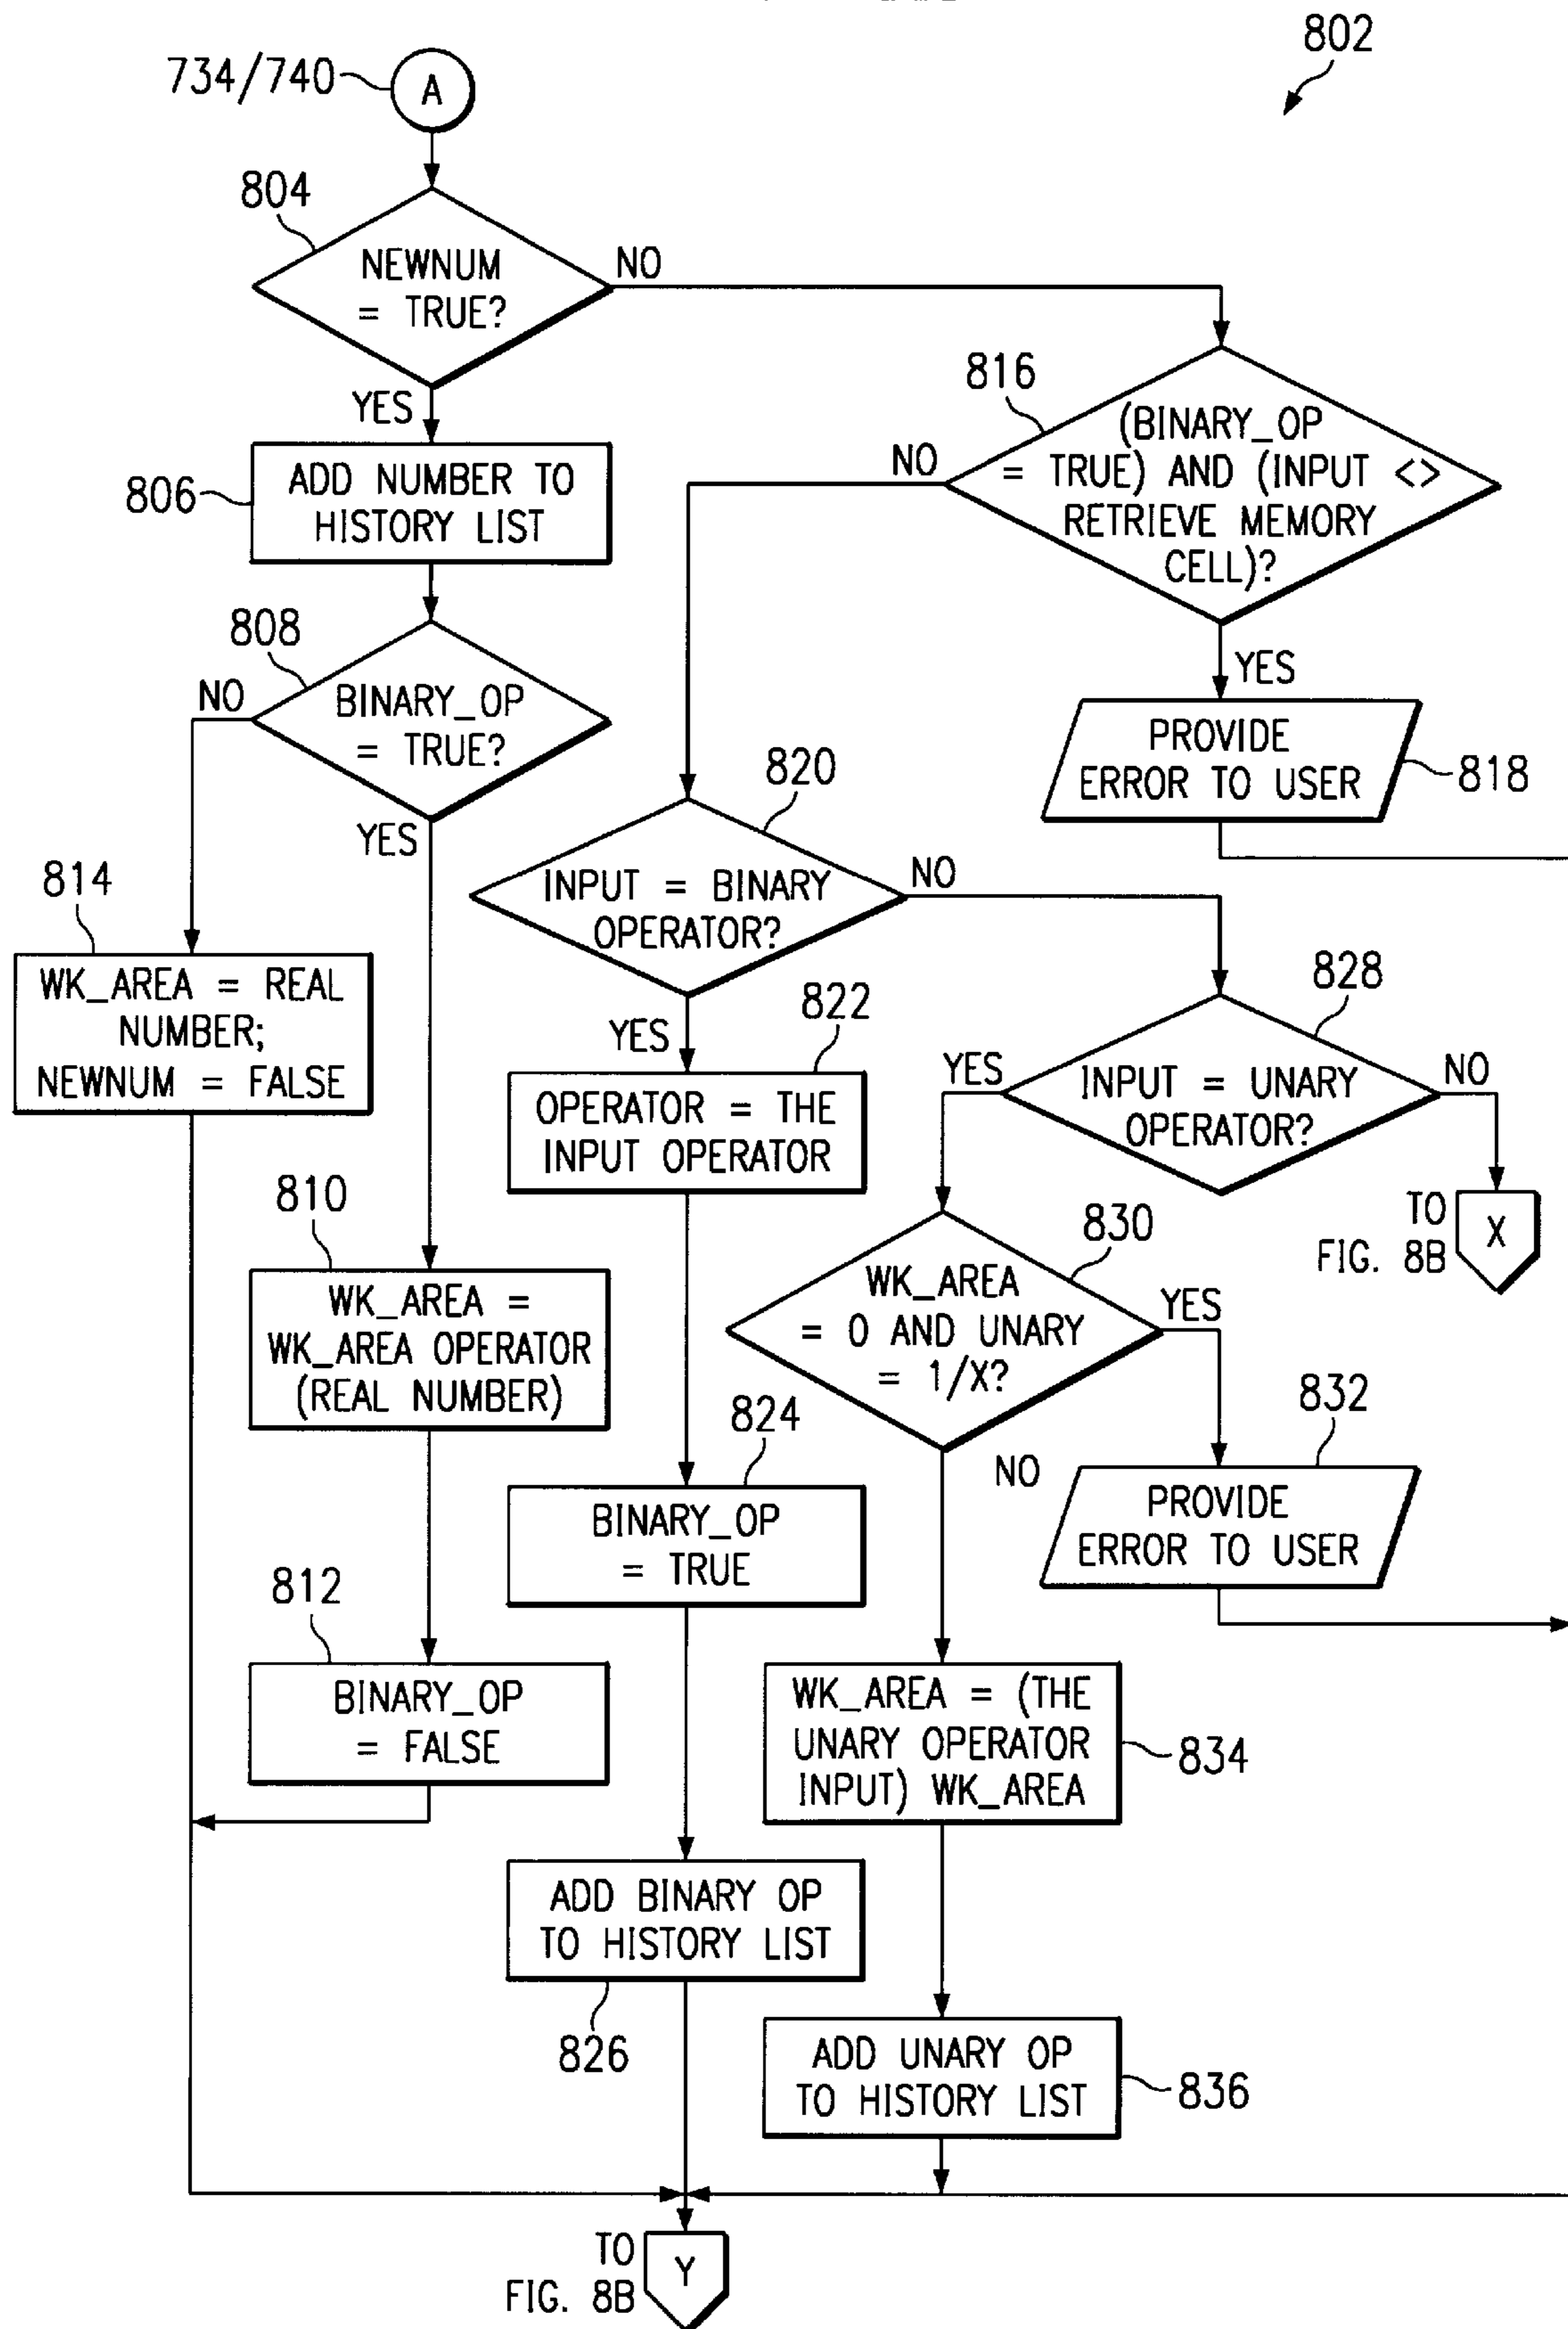 802
734/740
A
804
NEWNUM
= TRUE?
NO
YES
816
(BINARY_OP
= TRUE) AND (INPUT <>
RETRIEVE MEMORY
CELL)?
NO
YES
806
ADD NUMBER TO
HISTORY LIST
808
BINARY_OP
= TRUE?
NO
YES
PROVIDE
ERROR TO USER
818
820
INPUT = BINARY
OPERATOR?
NO
YES
814
WK_AREA = REAL
NUMBER;
NEWNUM = FALSE
822
OPERATOR = THE
INPUT OPERATOR
828
INPUT = UNARY
OPERATOR?
YES
NO
TO
FIG. 8B
X
810
WK_AREA =
WK_AREA OPERATOR
(REAL NUMBER)
830
WK_AREA
= 0 AND UNARY
= 1/X?
YES
NO
832
PROVIDE
ERROR TO USER
824
BINARY_OP
= TRUE
812
BINARY_OP
= FALSE
WK_AREA = (THE
UNARY OPERATOR
INPUT) WK_AREA
834
ADD BINARY OP
TO HISTORY LIST
826
ADD UNARY OP
TO HISTORY LIST
836
TO
FIG. 8B
Y